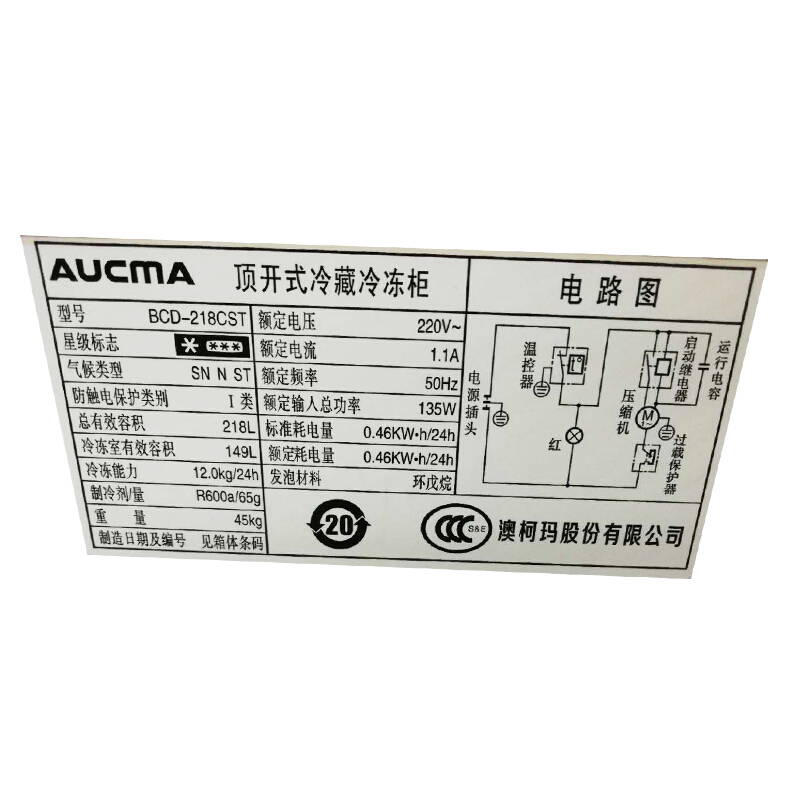 AUCMA 顶开式冷藏冷冻柜
型号 BCD-218CST
星级标志 * ***
气候类型 SN N ST
防触电保护类别 I 类
总有效容积 218L
冷冻室有效容积 149L
冷冻能力 12.0kg/24h
制冷剂/量 R600a/65g
重 量 45kg
制造日期及编号 见箱体条码
额定电压 220V~
额定电流 1.1A
额定频率 50Hz
额定输入总功率 135W
标准耗电量 0.46KW·h/24h
额定耗电量 0.46KW·h/24h
发泡材料 环戊烷
电路图
电源插头
温控器
t°
红
压缩机
M
启动继电器
运行电容
过载保护器
20
CCC S&E 澳柯玛股份有限公司